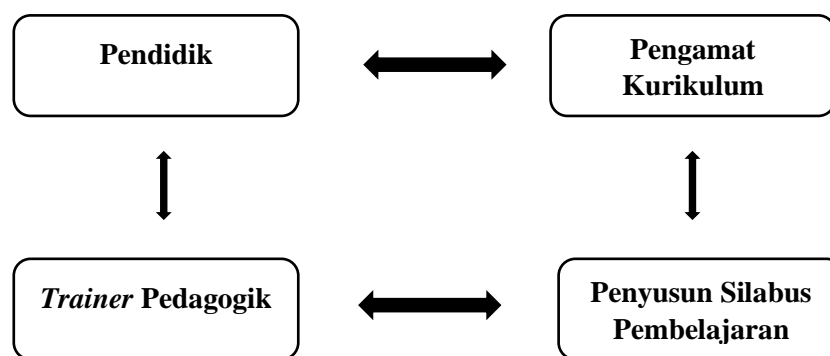 Pendidik
Pengamat
Kurikulum
Trainer Pedagogik
Penyusun Silabus
Pembelajaran